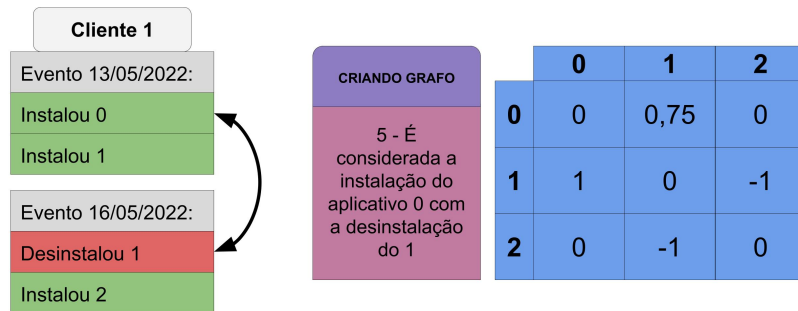 Cliente 1
Evento 13/05/2022:
Instalou 0
Instalou 1
Evento 16/05/2022:
Desinstalou 1
Instalou 2
CRIANDO GRAFO
5 - É
considerada a
instalação do
aplicativo 0 com
a desinstalação
do 1
0 1 2
0 0 0,75 0
1 1 0 -1
2 0 -1 0